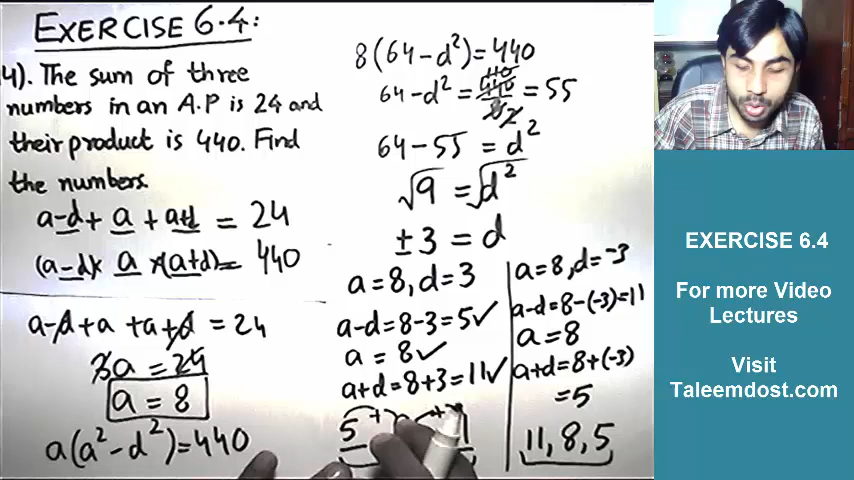 EXERCISE 6.4:
4). The sum of three
numbers in an A.P is 24 and
their product is 440. Find
the numbers.
a-d + a + a+d = 24
(a-d)× a ×(a+d)= 440
a-d+a +a+d = 24
3a = 24
a = 8
a(a²-d²)=440
8(64-d²)=440
64-d² = 440/8 = 55
110
2
64-55 = d²
√9 = √d²
±3 = d
a=8, d=3
a-d=8-3=5✓
a = 8✓
a+d=8+3=11✓
5
a=8, d=-3
a-d=8-(-3)=11
a=8
a+d=8+(-3)
=5
11, 8, 5
EXERCISE 6.4
For more Video
Lectures
Visit
Taleemdost.com